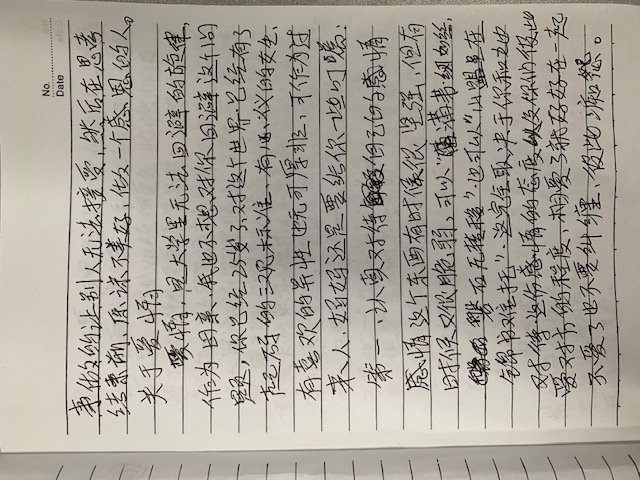 No.
Date
事做的让别人无法接受，然后在思考
结束前，原谅不美好，做一个感恩的人。
关于爱情
爱情，是大学里无法回避的旋律，
作为母亲，我也不想对你回避这个问
题，你已经25岁了，对这个世界已经有了
起码的三观标准，有心仪的女生、
有喜欢的异性也无可厚非，可作为过
来人，妈妈还是要给你一些叮嘱：
第一，认真对待自己的感情
感情这个东西有时候很坚强，但有
时候又很脆弱，可以“蒲苇纫如丝，
磐石无转移”，也可以“山盟虽在
锦书难托”，这完全取决于你和她
对待这份感情的态度以及你们彼此
爱对方的程度，相爱了就好好在一起
不爱了也不要纠缠，彼此痴怨。